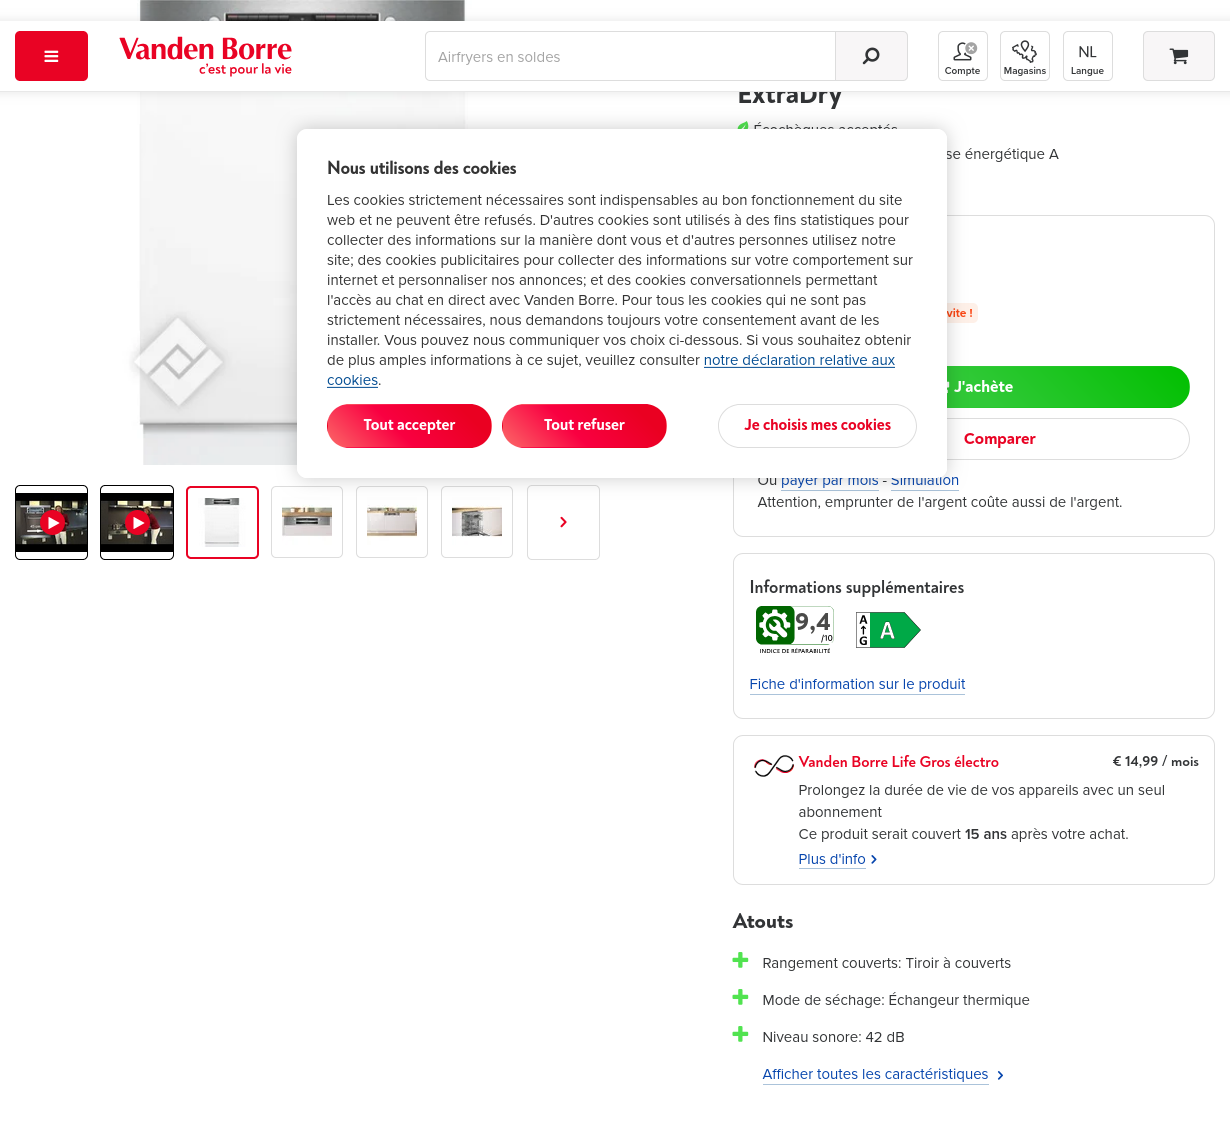 Vanden Borre
c'est pour la vie
Airfryers en soldes
Compte
Magasins
NL
Langue
ExtraDry
Écochèques acceptés
se énergétique A
Nous utilisons des cookies
Les cookies strictement nécessaires sont indispensables au bon fonctionnement du site
web et ne peuvent être refusés. D'autres cookies sont utilisés à des fins statistiques pour
collecter des informations sur la manière dont vous et d'autres personnes utilisez notre
site; des cookies publicitaires pour collecter des informations sur votre comportement sur
internet et personnaliser nos annonces; et des cookies conversationnels permettant
l'accès au chat en direct avec Vanden Borre. Pour tous les cookies qui ne sont pas
strictement nécessaires, nous demandons toujours votre consentement avant de les
installer. Vous pouvez nous communiquer vos choix ci-dessous. Si vous souhaitez obtenir
de plus amples informations à ce sujet, veuillez consulter notre déclaration relative aux
cookies.
Tout accepter
Tout refuser
Je choisis mes cookies
vite !
J'achète
Comparer
Ou payer par mois - Simulation
Attention, emprunter de l'argent coûte aussi de l'argent.
Informations supplémentaires
9,4
/10
INDICE DE RÉPARABILITÉ
A
G
A
Fiche d'information sur le produit
Vanden Borre Life Gros électro
€ 14,99 / mois
Prolongez la durée de vie de vos appareils avec un seul
abonnement
Ce produit serait couvert 15 ans après votre achat.
Plus d'info
Atouts
Rangement couverts: Tiroir à couverts
Mode de séchage: Échangeur thermique
Niveau sonore: 42 dB
Afficher toutes les caractéristiques